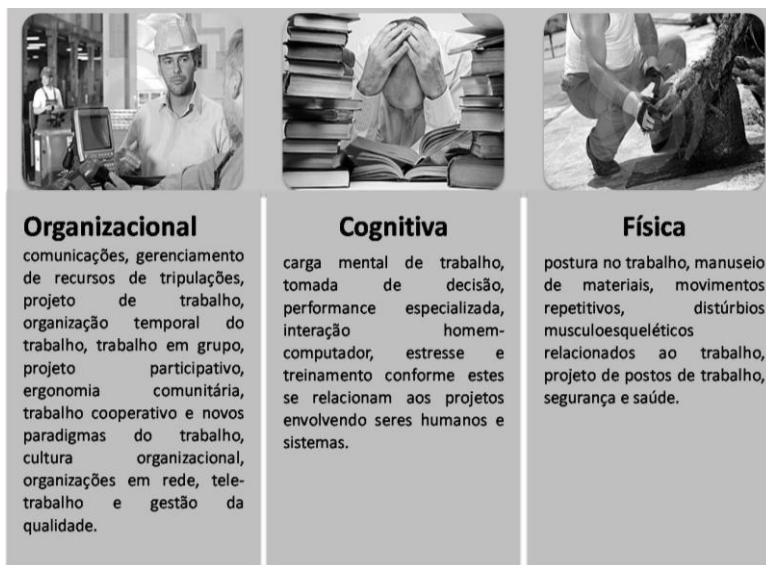 Organizacional
comunicações, gerenciamento
de recursos de tripulações,
projeto de trabalho,
organização temporal do
trabalho, trabalho em grupo,
projeto participativo,
ergonomia comunitária,
trabalho cooperativo e novos
paradigmas do trabalho,
cultura organizacional,
organizações em rede, tele-
trabalho e gestão da
qualidade.
Cognitiva
carga mental de trabalho,
tomada de decisão,
performance especializada,
interação homem-
computador, estresse e
treinamento conforme estes
se relacionam aos projetos
envolvendo seres humanos e
sistemas.
Física
postura no trabalho, manuseio
de materiais, movimentos
repetitivos, distúrbios
musculoesqueléticos
relacionados ao trabalho,
projeto de postos de trabalho,
segurança e saúde.